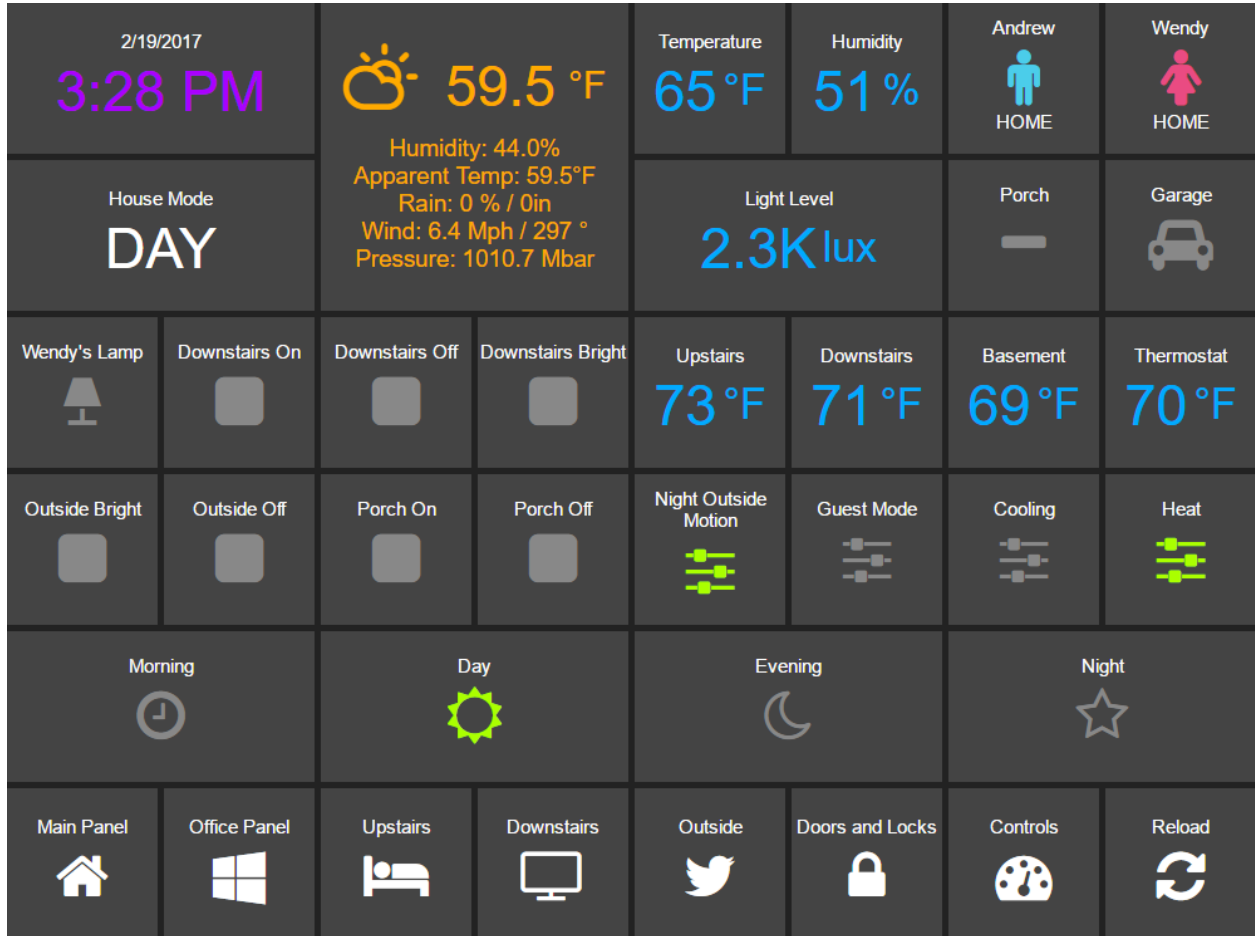 2/19/2017
3:28 PM
59.5 °F
Humidity: 44.0%
Apparent Temp: 59.5°F
Rain: 0 % / 0in
Wind: 6.4 Mph / 297 °
Pressure: 1010.7 Mbar
Temperature
65 °F
Humidity
51 %
Andrew
HOME
Wendy
HOME
House Mode
DAY
Light Level
2.3K lux
Porch
Garage
Wendy's Lamp
Downstairs On
Downstairs Off
Downstairs Bright
Upstairs
73 °F
Downstairs
71 °F
Basement
69 °F
Thermostat
70 °F
Outside Bright
Outside Off
Porch On
Porch Off
Night Outside
Motion
Guest Mode
Cooling
Heat
Morning
Day
Evening
Night
Main Panel
Office Panel
Upstairs
Downstairs
Outside
Doors and Locks
Controls
Reload